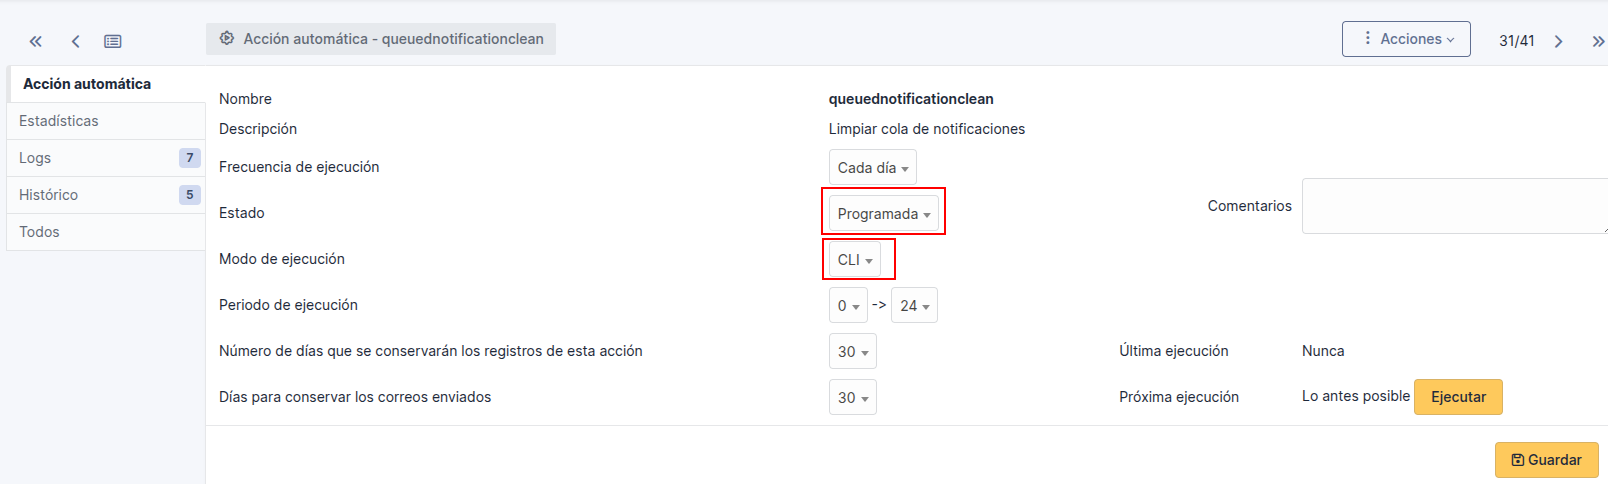 Acción automática - queuednotificationclean
Acciones
31/41
Acción automática
Estadísticas
Logs 7
Histórico 5
Todos
Nombre queuednotificationclean
Descripción Limpiar cola de notificaciones
Frecuencia de ejecución Cada día
Estado Programada
Comentarios
Modo de ejecución CLI
Periodo de ejecución 0 -> 24
Número de días que se conservarán los registros de esta acción 30 Última ejecución Nunca
Días para conservar los correos enviados 30 Próxima ejecución Lo antes posible Ejecutar
Guardar